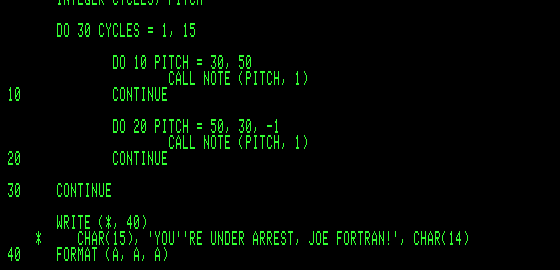 INTEGER CYCLES, PITCH
DO 30 CYCLES = 1, 15
DO 10 PITCH = 30, 50
CALL NOTE (PITCH, 1)
10 CONTINUE
DO 20 PITCH = 50, 30, -1
CALL NOTE (PITCH, 1)
20 CONTINUE
30 CONTINUE
WRITE (*, 40)
* CHAR(15), 'YOU''RE UNDER ARREST, JOE FORTRAN!', CHAR(14)
40 FORMAT (A, A, A)